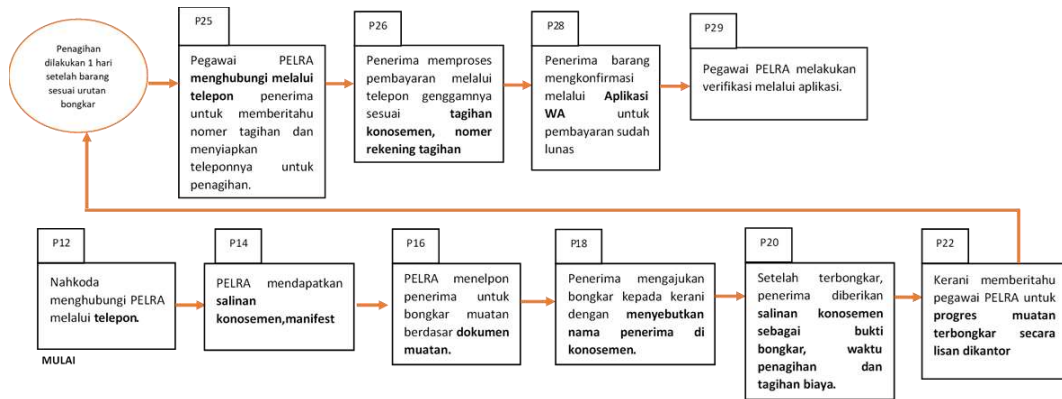 Penagihan
dilakukan 1 hari
setelah barang
sesuai urutan
bongkar
P25
Pegawai PELRA
menghubungi melalui
telepon penerima
untuk memberitahu
nomer tagihan dan
menyiapkan
teleponnya untuk
penagihan.
P26
Penerima memproses
pembayaran melalui
telepon genggamnya
sesuai tagihan
konosemen, nomer
rekening tagihan
P28
Penerima barang
mengkonfirmasi
melalui Aplikasi
WA untuk
pembayaran sudah
lunas
P29
Pegawai PELRA melakukan
verifikasi melalui aplikasi.
P12
Nahkoda
menghubungi PELRA
melalui telepon.
MULAI
P14
PELRA mendapatkan
salinan
konosemen,manifest
P16
PELRA menelpon
penerima untuk
bongkar muatan
berdasar dokumen
muatan.
P18
Penerima mengajukan
bongkar kepada kerani
dengan menyebutkan
nama penerima di
konosemen.
P20
Setelah terbongkar,
penerima diberikan
salinan konosemen
sebagai bukti
bongkar, waktu
penagihan dan
tagihan biaya.
P22
Kerani memberitahu
pegawai PELRA untuk
progres muatan
terbongkar secara
lisan dikantor